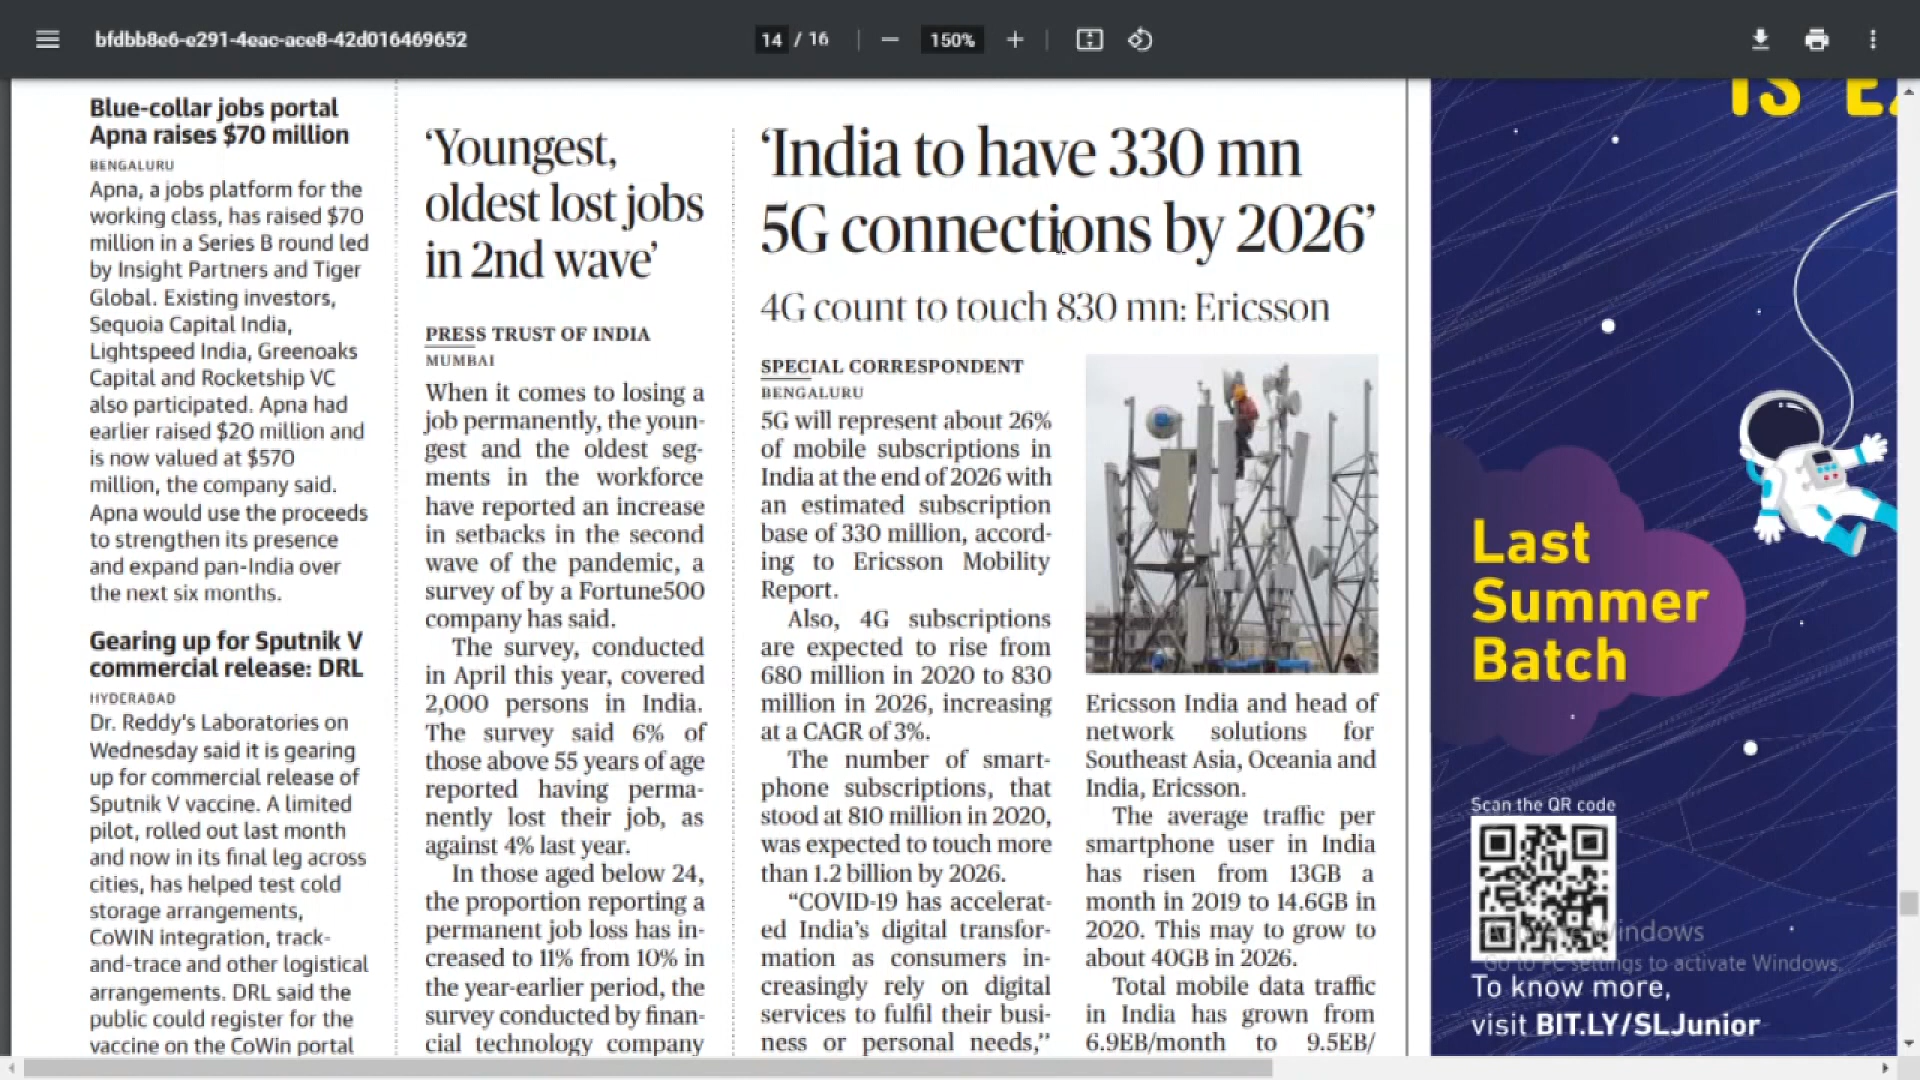 bfdbb8e6-e291-4eac-ace8-42d016469652
14 / 16
150%
Blue-collar jobs portal
Apna raises $70 million
BENGALURU
Apna, a jobs platform for the
working class, has raised $70
million in a Series B round led
by Insight Partners and Tiger
Global. Existing investors,
Sequoia Capital India,
Lightspeed India, Greenoaks
Capital and Rocketship VC
also participated. Apna had
earlier raised $20 million and
is now valued at $570
million, the company said.
Apna would use the proceeds
to strengthen its presence
and expand pan-India over
the next six months.
Gearing up for Sputnik V
commercial release: DRL
HYDERABAD
Dr. Reddy's Laboratories on
Wednesday said it is gearing
up for commercial release of
Sputnik V vaccine. A limited
pilot, rolled out last month
and now in its final leg across
cities, has helped test cold
storage arrangements,
CoWIN integration, track-
and-trace and other logistical
arrangements. DRL said the
public could register for the
vaccine on the CoWin portal
‘Youngest,
oldest lost jobs
in 2nd wave’
PRESS TRUST OF INDIA
MUMBAI
When it comes to losing a
job permanently, the youn-
gest and the oldest seg-
ments in the workforce
have reported an increase
in setbacks in the second
wave of the pandemic, a
survey of by a Fortune500
company has said.
The survey, conducted
in April this year, covered
2,000 persons in India.
The survey said 6% of
those above 55 years of age
reported having perma-
nently lost their job, as
against 4% last year.
In those aged below 24,
the proportion reporting a
permanent job loss has in-
creased to 11% from 10% in
the year-earlier period, the
survey conducted by finan-
cial technology company
‘India to have 330 mn
5G connections by 2026’
4G count to touch 830 mn: Ericsson
SPECIAL CORRESPONDENT
BENGALURU
5G will represent about 26%
of mobile subscriptions in
India at the end of 2026 with
an estimated subscription
base of 330 million, accord-
ing to Ericsson Mobility
Report.
Also, 4G subscriptions
are expected to rise from
680 million in 2020 to 830
million in 2026, increasing
at a CAGR of 3%.
The number of smart-
phone subscriptions, that
stood at 810 million in 2020,
was expected to touch more
than 1.2 billion by 2026.
“COVID-19 has accelerat-
ed India’s digital transfor-
mation as consumers in-
creasingly rely on digital
services to fulfil their busi-
ness or personal needs,”
Ericsson India and head of
network solutions for
Southeast Asia, Oceania and
India, Ericsson.
The average traffic per
smartphone user in India
has risen from 13GB a
month in 2019 to 14.6GB in
2020. This may to grow to
about 40GB in 2026.
Total mobile data traffic
in India has grown from
6.9EB/month to 9.5EB/
IS
Last
Summer
Batch
Scan the QR code
Windows
Go to PC settings to activate Windows.
To know more,
visit BIT.LY/SLJunior